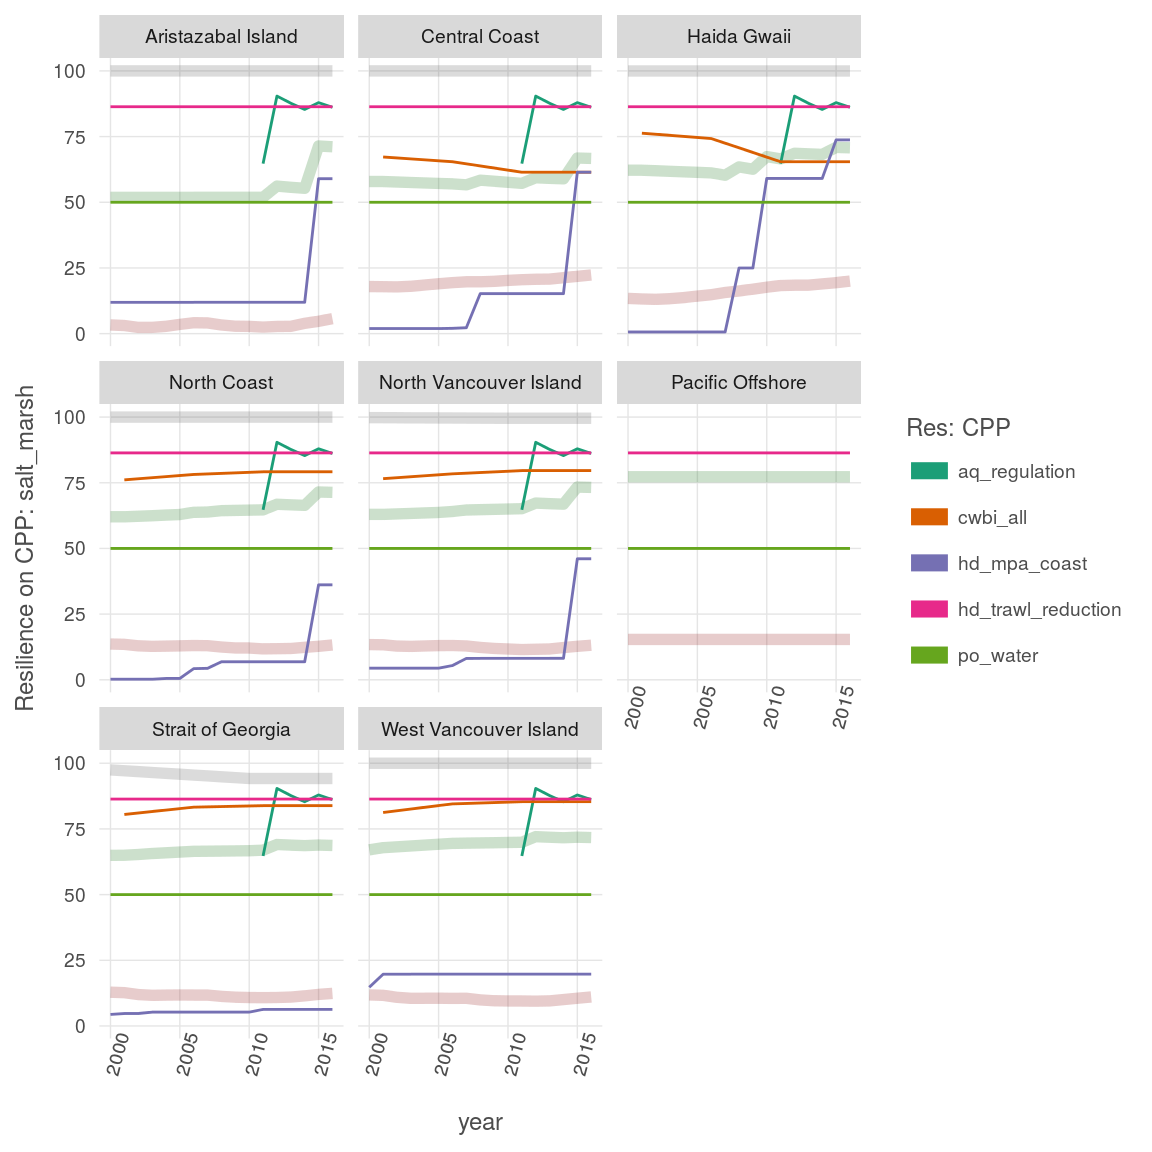 Aristazabal Island
Central Coast
Haida Gwaii
100
75
50
25
0
North Coast
North Vancouver Island
Pacific Offshore
100
75
50
25
0
2000
2005
2010
2015
Strait of Georgia
West Vancouver Island
100
75
50
25
0
2000
2005
2010
2015
2000
2005
2010
2015
year
Resilience on CPP: salt_marsh
Res: CPP
aq_regulation
cwbi_all
hd_mpa_coast
hd_trawl_reduction
po_water